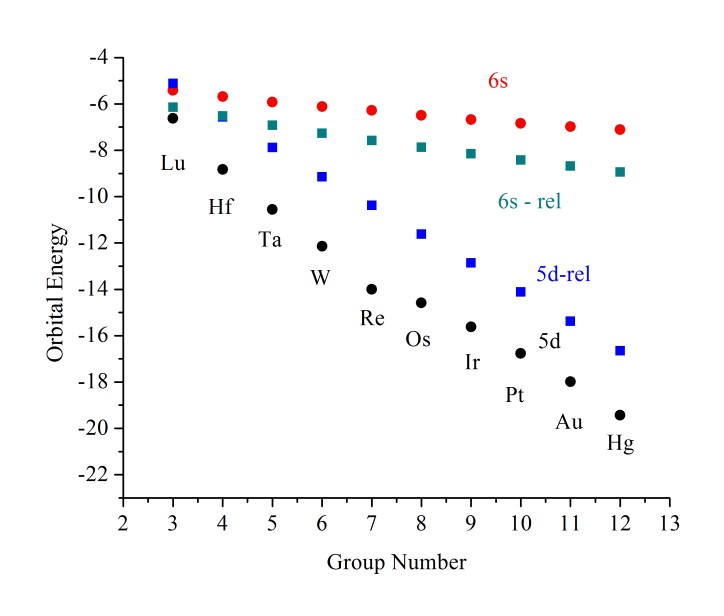 -4
6s
-6
-8
Lu
-10
6s - rel
Hf
Ta
-12
W
5d-rel
-14
Re
5d
Os
-16
Ir
Pt
-18
Au
Hg
-20
-22
Orbital Energy
2 3 4 5 6 7 8 9 10 11 12 13
Group Number